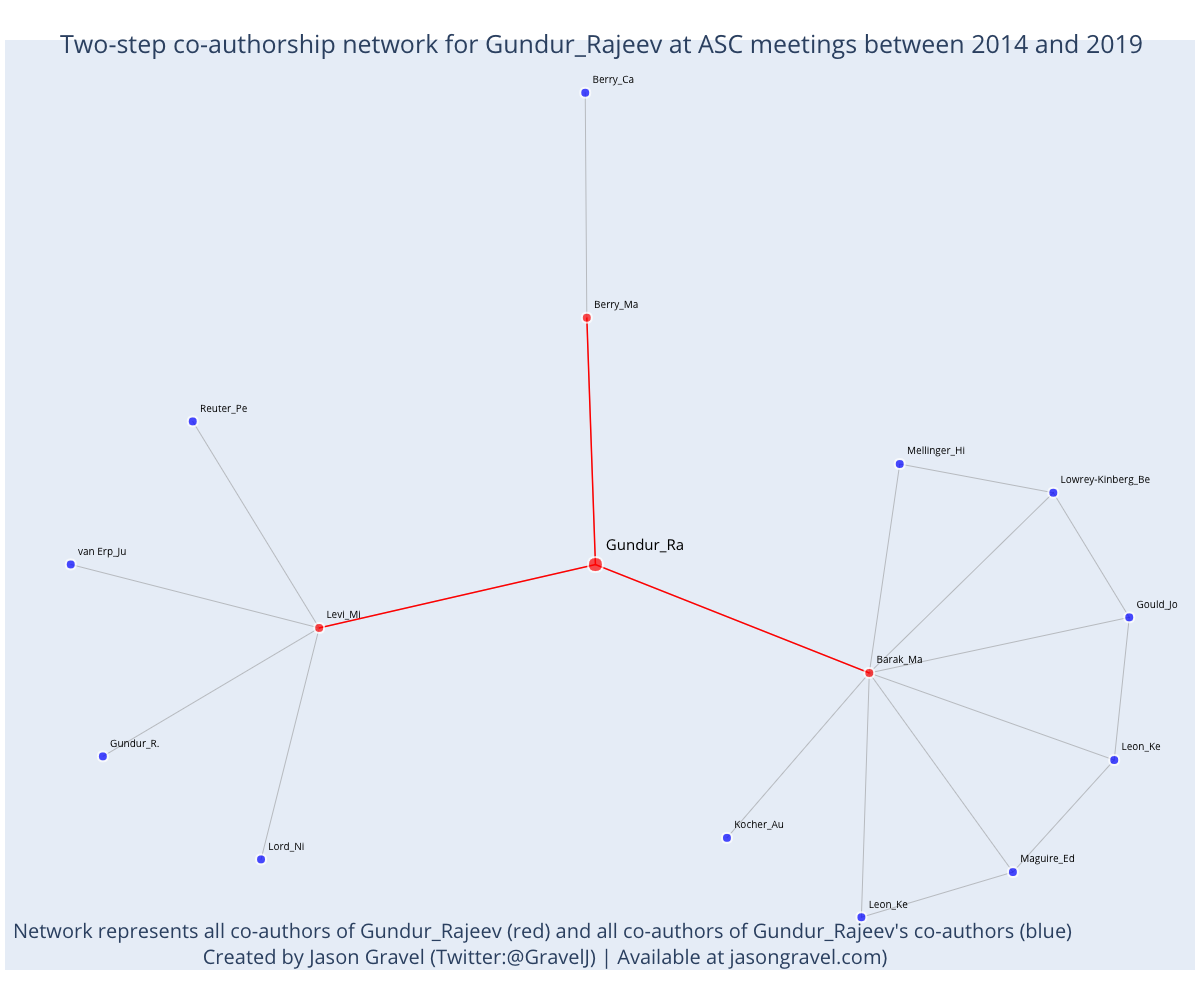 Two-step co-authorship network for Gundur_Rajeev at ASC meetings between 2014 and 2019
Berry_Ca
Berry_Ma
Reuter_Pe
Mellinger_Hi
Lowrey-Kinberg_Be
Gundur_Ra
van Erp_Ju
Gould_Jo
Levi_Mi
Barak_Ma
Gundur_R.
Leon_Ke
Kocher_Au
Lord_Ni
Maguire_Ed
Leon_Ke
Network represents all co-authors of Gundur_Rajeev (red) and all co-authors of Gundur_Rajeev's co-authors (blue)
Created by Jason Gravel (Twitter:@GravelJ) | Available at jasongravel.com)